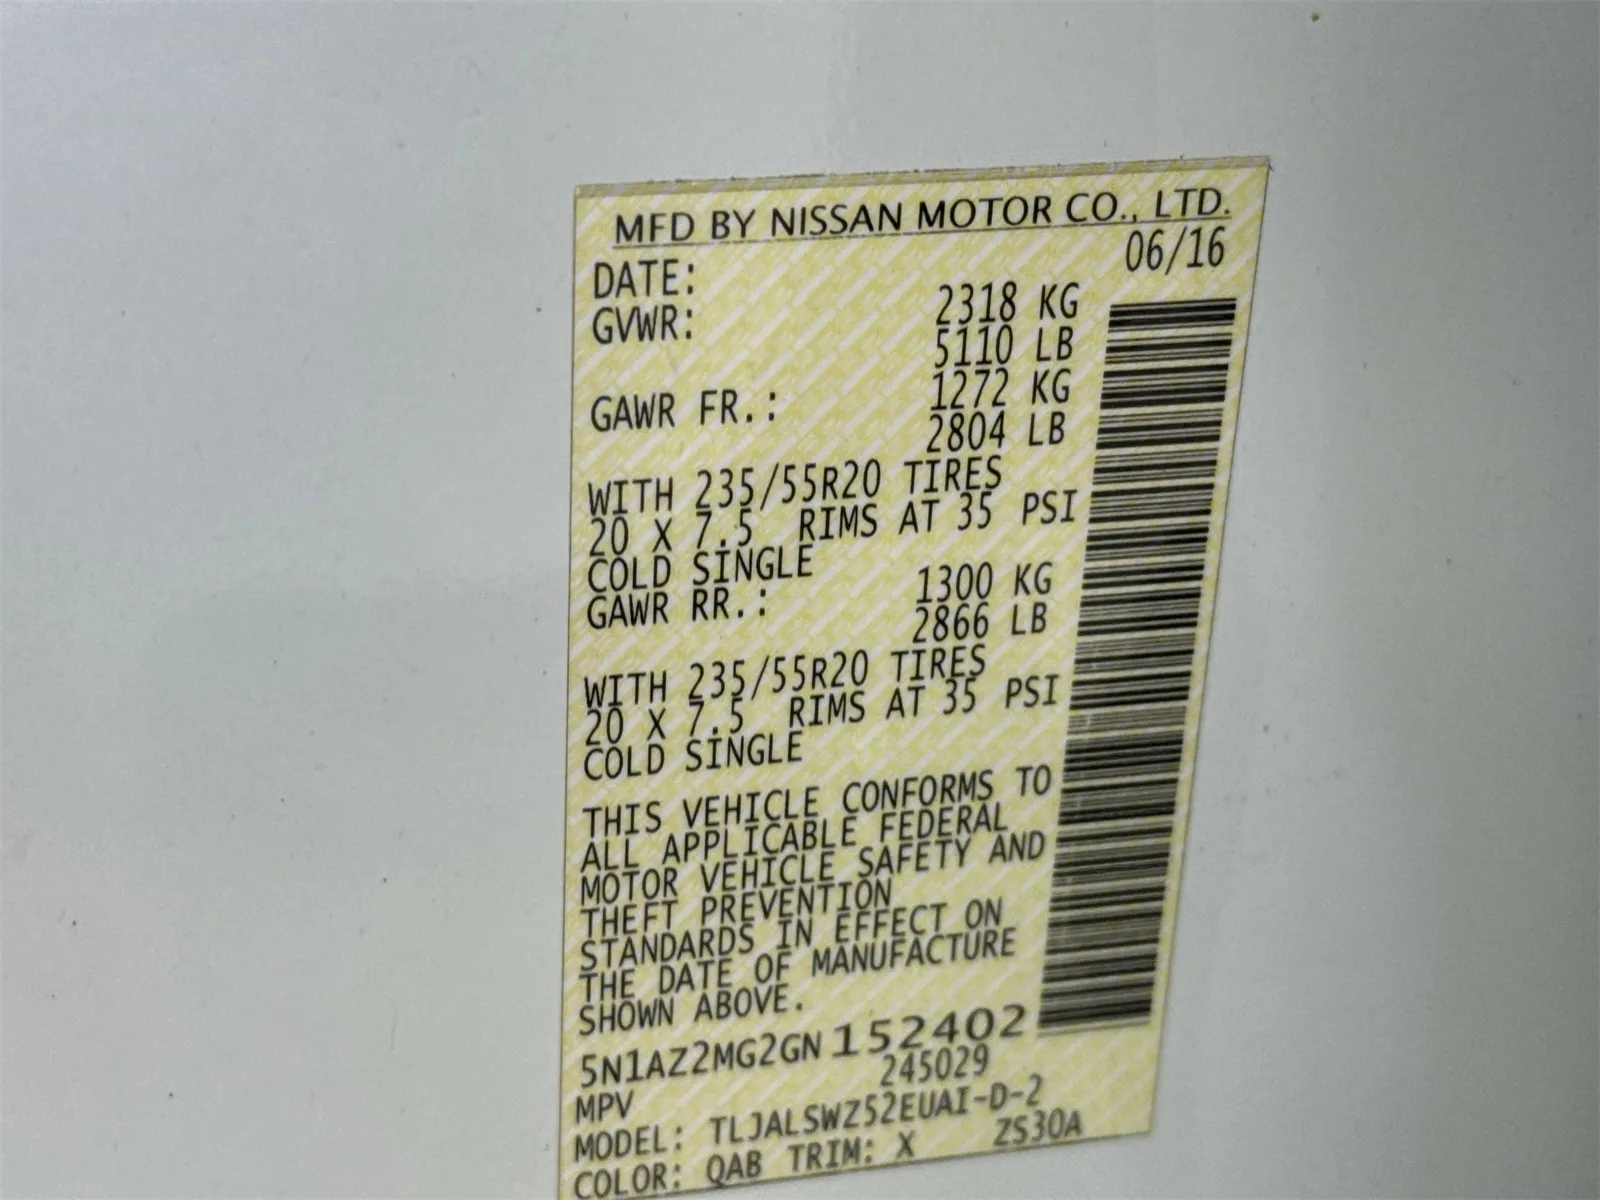 MFD BY NISSAN MOTOR CO., LTD.
DATE: 06/16
GVWR: 2318 KG
5110 LB
GAWR FR.: 1272 KG
2804 LB
WITH 235/55R20 TIRES
20 X 7.5 RIMS AT 35 PSI
COLD SINGLE
GAWR RR.: 1300 KG
2866 LB
WITH 235/55R20 TIRES
20 X 7.5 RIMS AT 35 PSI
COLD SINGLE
THIS VEHICLE CONFORMS TO
ALL APPLICABLE FEDERAL
MOTOR VEHICLE SAFETY AND
THEFT PREVENTION
STANDARDS IN EFFECT ON
THE DATE OF MANUFACTURE
SHOWN ABOVE.
5N1AZ2MG2GN152402
MPV 245029
MODEL: TLJALSWZ52EUAI-D-2
COLOR: QAB TRIM: X ZS30A